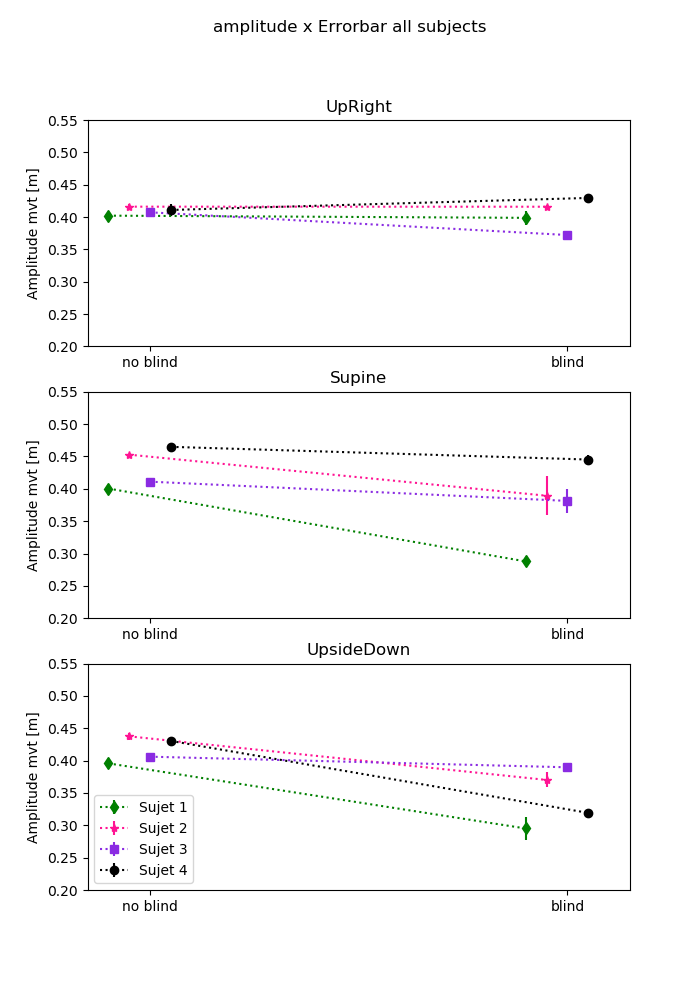 amplitude x Errorbar all subjects
UpRight
0.55
0.50
0.45
0.40
0.35
0.30
0.25
0.20
Amplitude mvt [m]
no blind blind
Supine
0.55
0.50
0.45
0.40
0.35
0.30
0.25
0.20
Amplitude mvt [m]
no blind blind
UpsideDown
0.55
0.50
0.45
0.40
0.35
0.30
0.25
0.20
Amplitude mvt [m]
Sujet 1
Sujet 2
Sujet 3
Sujet 4
no blind blind